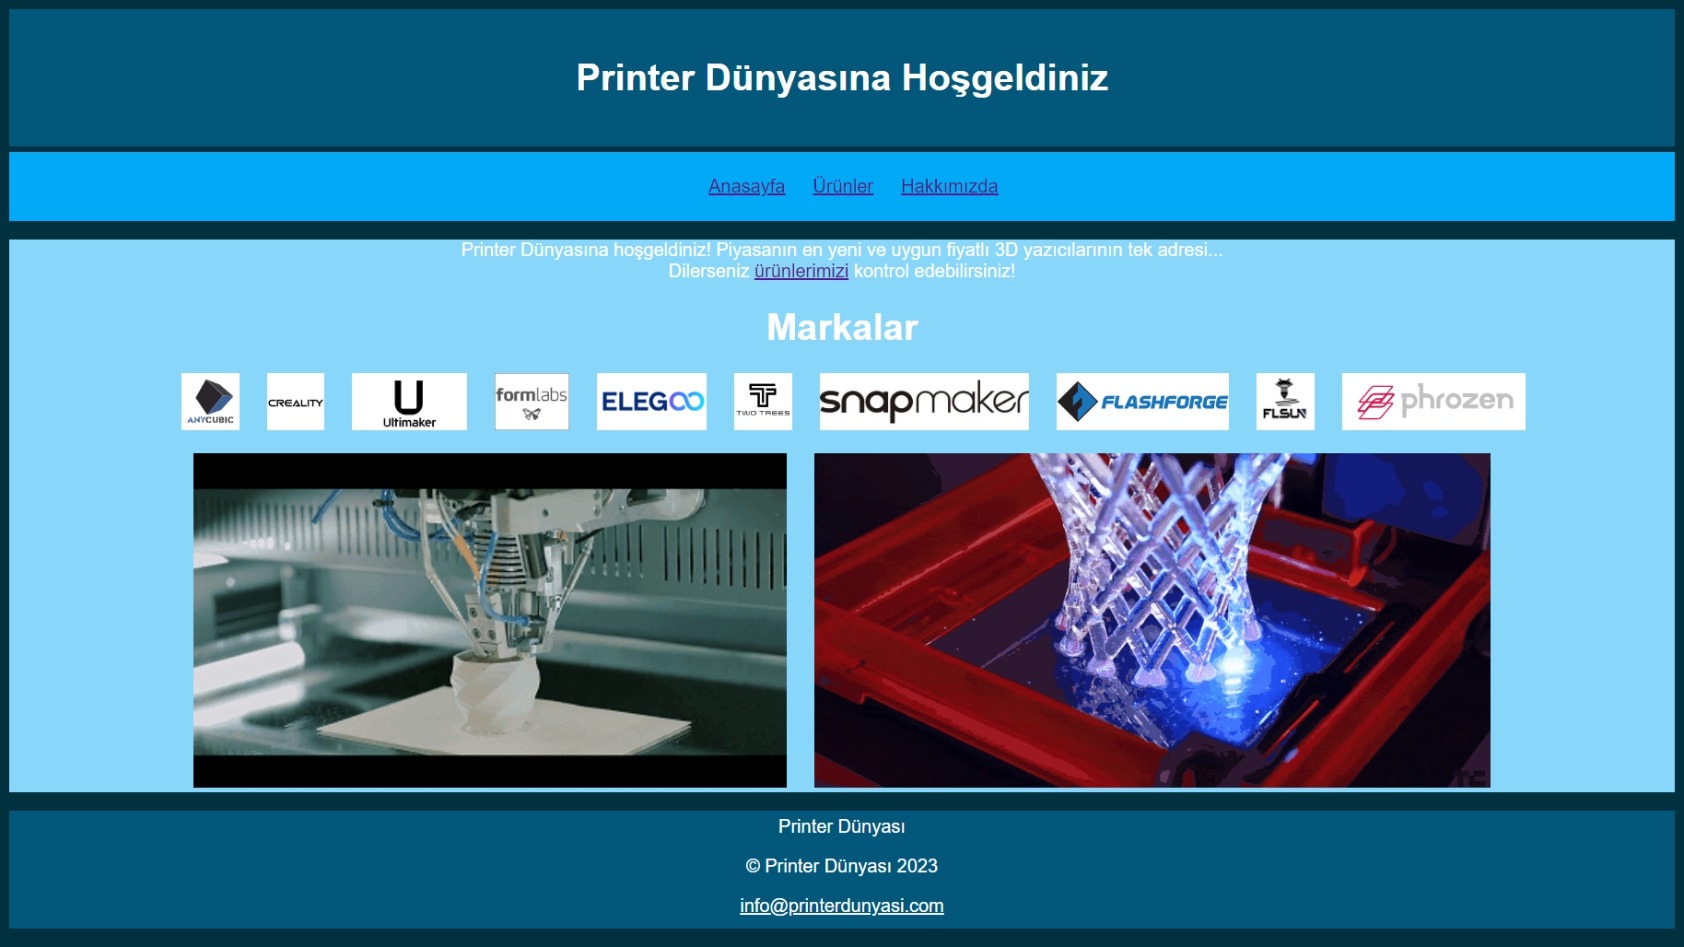 Printer Dünyasına Hoşgeldiniz
Anasayfa Ürünler Hakkımızda
Printer Dünyasına hoşgeldiniz! Piyasanın en yeni ve uygun fiyatlı 3D yazıcılarının tek adresi...
Dilerseniz ürünlerimizi kontrol edebilirsiniz!
Markalar
ANYCUBIC
CREALITY
Ultimaker
formlabs
ELEGOO
TWO TREES
snapmaker
FLASHFORGE
FLSUN
phrozen
Printer Dünyası
© Printer Dünyası 2023
info@printerdunyasi.com